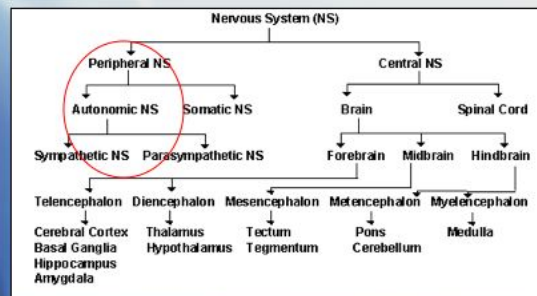 Nervous System (NS)
Peripheral NS Central NS
Autonomic NS Somatic NS Brain Spinal Cord
Sympathetic NS Parasympathetic NS Forebrain Midbrain Hindbrain
Telencephalon Diencephalon Mesencephalon Metencephalon Myelencephalon
Cerebral Cortex Thalamus Tectum Pons Medulla
Basal Ganglia Hypothalamus Tegmentum Cerebellum
Hippocampus
Amygdala